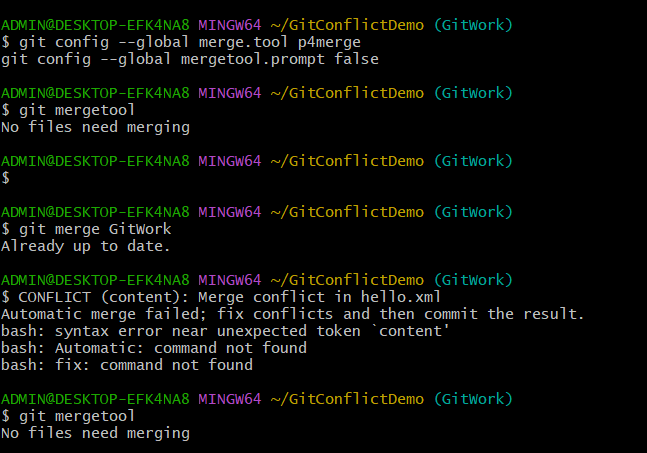 ADMIN@DESKTOP-EFK4NA8 MINGW64 ~/GitConflictDemo (GitWork)
$ git config --global merge.tool p4merge
git config --global mergetool.prompt false
ADMIN@DESKTOP-EFK4NA8 MINGW64 ~/GitConflictDemo (GitWork)
$ git mergetool
No files need merging
ADMIN@DESKTOP-EFK4NA8 MINGW64 ~/GitConflictDemo (GitWork)
$
ADMIN@DESKTOP-EFK4NA8 MINGW64 ~/GitConflictDemo (GitWork)
$ git merge GitWork
Already up to date.
ADMIN@DESKTOP-EFK4NA8 MINGW64 ~/GitConflictDemo (GitWork)
$ CONFLICT (content): Merge conflict in hello.xml
Automatic merge failed; fix conflicts and then commit the result.
bash: syntax error near unexpected token `content'
bash: Automatic: command not found
bash: fix: command not found
ADMIN@DESKTOP-EFK4NA8 MINGW64 ~/GitConflictDemo (GitWork)
$ git mergetool
No files need merging